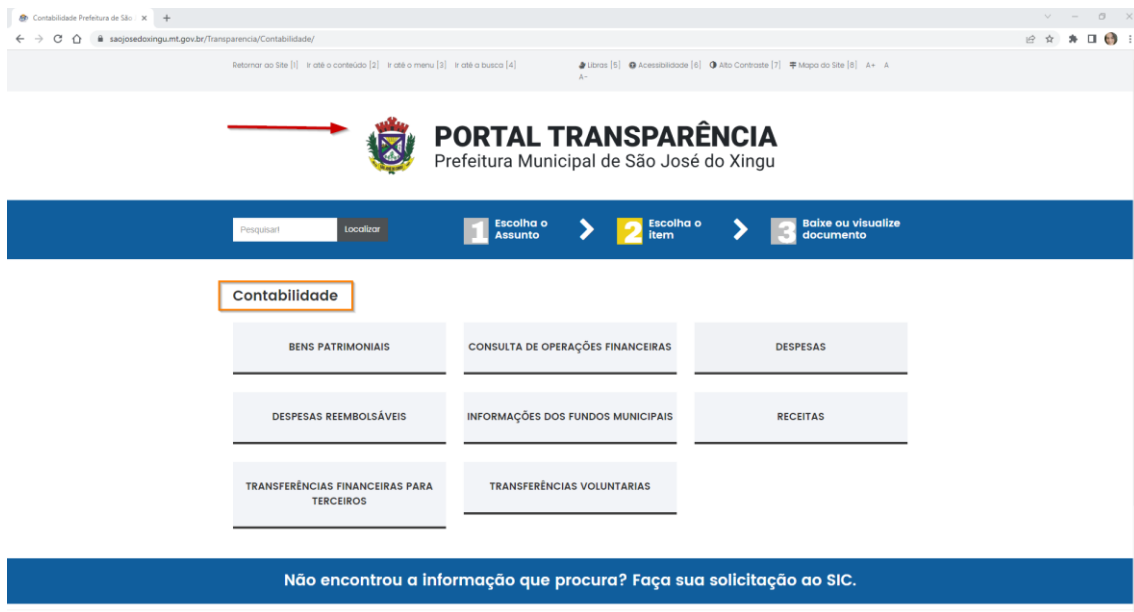 Contabilidade Prefeitura de São
saojosedoxingu.mt.gov.br/Transparencia/Contabilidade/
Retornar ao Site [1] Ir até o conteúdo [2] Ir até o menu [3] Ir até a busca [4] Libras [5] Acessibilidade [6] Alto Contraste [7] Mapa do Site [8] A+ A
A-
PORTAL TRANSPARÊNCIA
Prefeitura Municipal de São José do Xingu
Pesquisar! Localizar
1 Escolha o
Assunto
2 Escolha o
item
3 Baixe ou visualize
documento
Contabilidade
BENS PATRIMONIAIS CONSULTA DE OPERAÇÕES FINANCEIRAS DESPESAS
DESPESAS REEMBOLSÁVEIS INFORMAÇÕES DOS FUNDOS MUNICIPAIS RECEITAS
TRANSFERÊNCIAS FINANCEIRAS PARA
TERCEIROS
TRANSFERÊNCIAS VOLUNTARIAS
Não encontrou a informação que procura? Faça sua solicitação ao SIC.